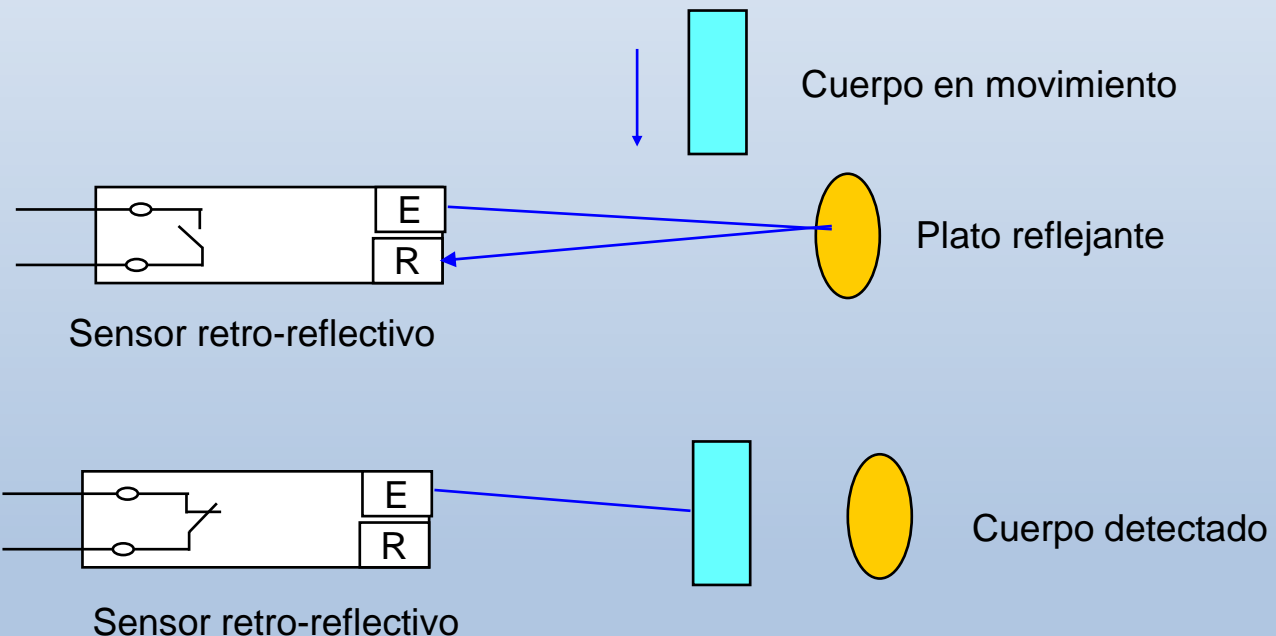 Cuerpo en movimiento
E
Plato reflejante
R
Sensor retro-reflectivo
E
Cuerpo detectado
R
Sensor retro-reflectivo